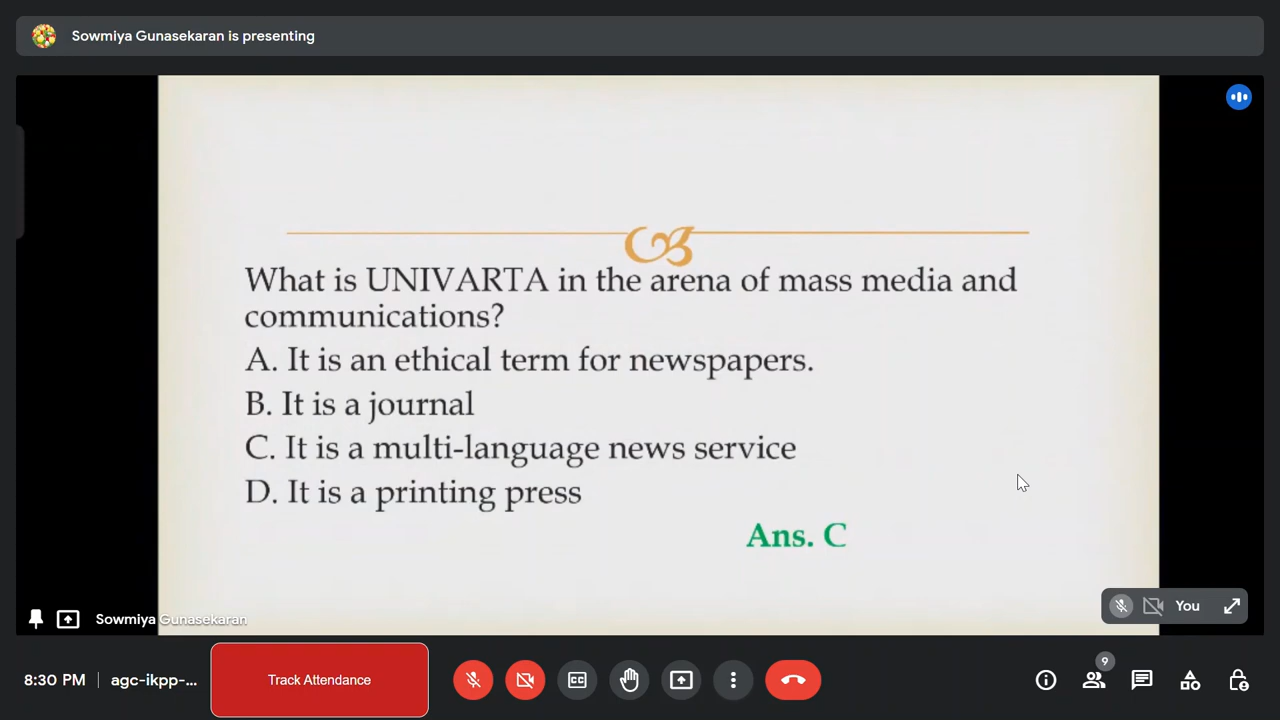 Sowmiya Gunasekaran is presenting
What is UNIVARTA in the arena of mass media and
communications?
A. It is an ethical term for newspapers.
B. It is a journal
C. It is a multi-language news service
D. It is a printing press
Ans. C
You
Sowmiya Gunasekaran
9
8:30 PM | agc-ikpp-...
Track Attendance
CC